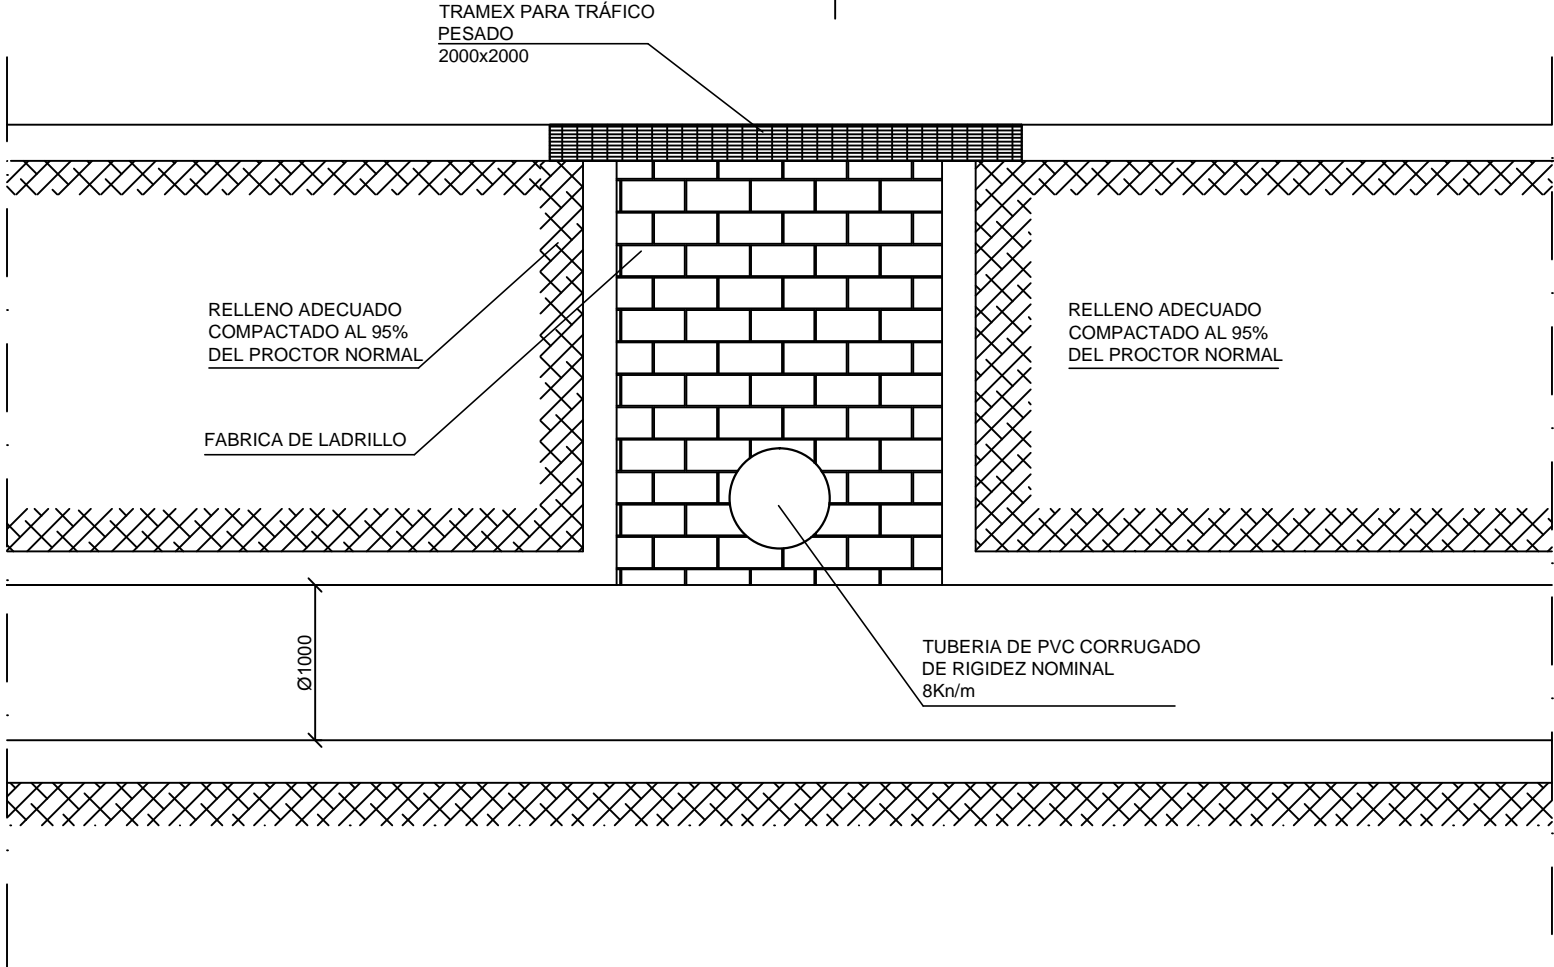 TRAMEX PARA TRÁFICO
PESADO
2000x2000
RELLENO ADECUADO
COMPACTADO AL 95%
DEL PROCTOR NORMAL
RELLENO ADECUADO
COMPACTADO AL 95%
DEL PROCTOR NORMAL
FABRICA DE LADRILLO
Ø1000
TUBERIA DE PVC CORRUGADO
DE RIGIDEZ NOMINAL
8Kn/m